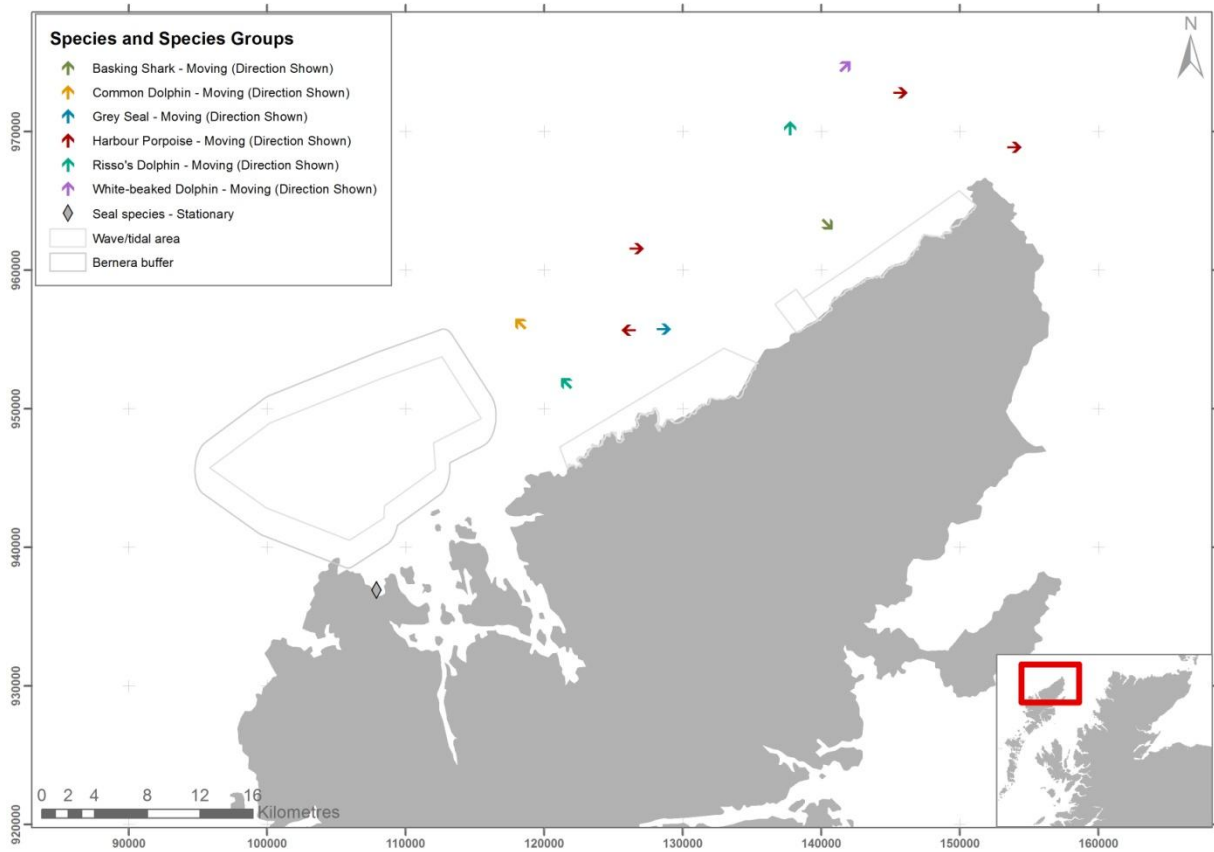 Species and Species Groups
Basking Shark - Moving (Direction Shown)
Common Dolphin - Moving (Direction Shown)
Grey Seal - Moving (Direction Shown)
Harbour Porpoise - Moving (Direction Shown)
Risso's Dolphin - Moving (Direction Shown)
White-beaked Dolphin - Moving (Direction Shown)
Seal species - Stationary
Wave/tidal area
Bernera buffer
N
970000
960000
950000
940000
930000
920000
0 2 4 8 12 16
Kilometres
90000 100000 110000 120000 130000 140000 150000 160000